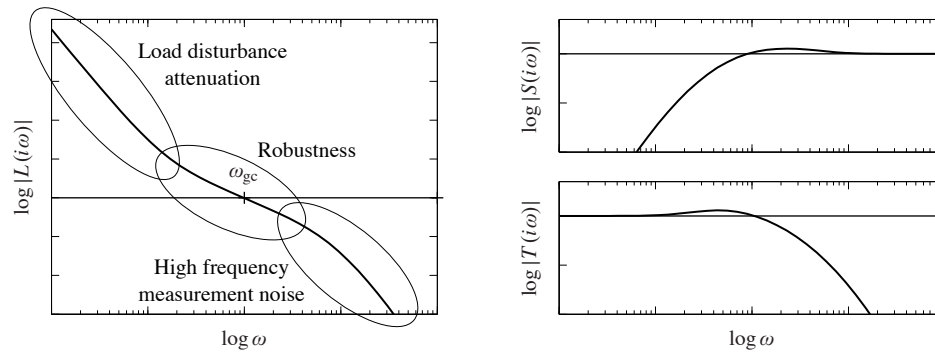 log |L(iω)|
Load disturbance
attenuation
Robustness
ω_gc
High frequency
measurement noise
log ω
log |S(iω)|
log |T(iω)|
log ω